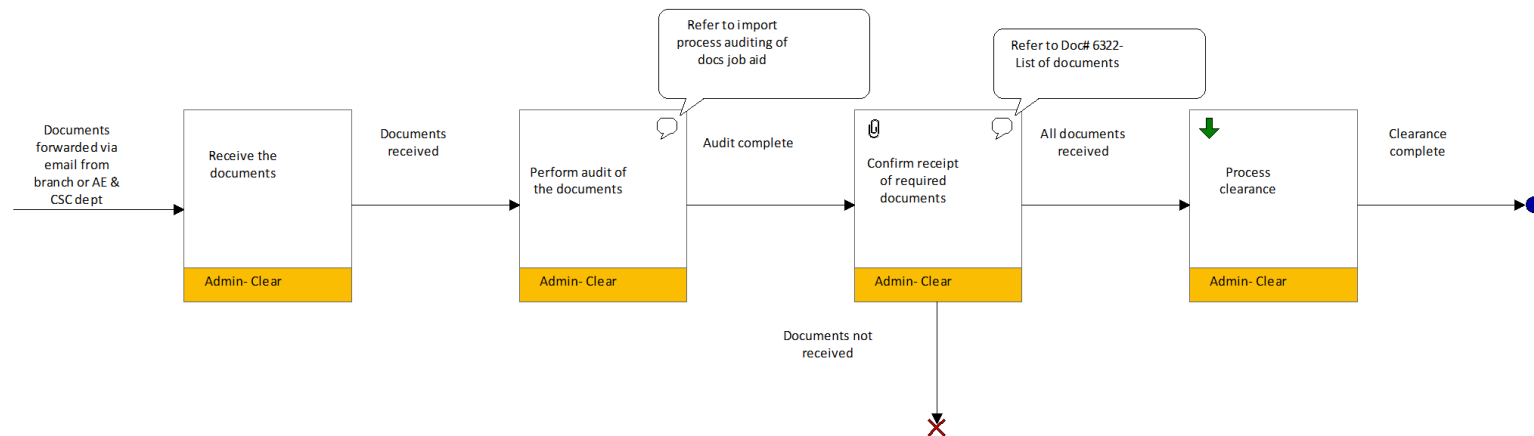 Refer to import
process auditing of
docs job aid
Refer to Doc# 6322-
List of documents
Documents
forwarded via
email from
branch or AE &
CSC dept
Receive the
documents
Admin- Clear
Documents
received
Perform audit of
the documents
Admin- Clear
Audit complete
Confirm receipt
of required
documents
Admin- Clear
All documents
received
Process
clearance
Admin- Clear
Clearance
complete
Documents not
received